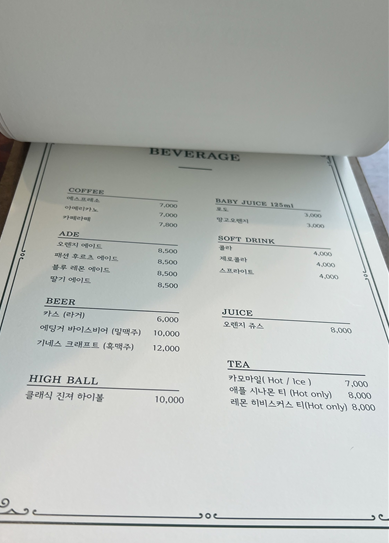 BEVERAGE
COFFEE
에스프레소 7,000
아메리카노 7,000
카페라떼 7,800
ADE
오렌지 에이드 8,500
패션 후르츠 에이드 8,500
블루 레몬 에이드 8,500
딸기 에이드 8,500
BEER
카스 (라거) 6,000
에딩거 바이스비어 (밀맥주) 10,000
기네스 크래프트 (흑맥주) 12,000
HIGH BALL
클래식 진저 하이볼 10,000
BABY JUICE 125ml
포도 3,000
망고오렌지 3,000
SOFT DRINK
콜라 4,000
제로콜라 4,000
스프라이트 4,000
JUICE
오렌지 쥬스 8,000
TEA
카모마일( Hot / Ice ) 7,000
애플 시나몬 티 (Hot only) 8,000
레몬 히비스커스 티(Hot only) 8,000